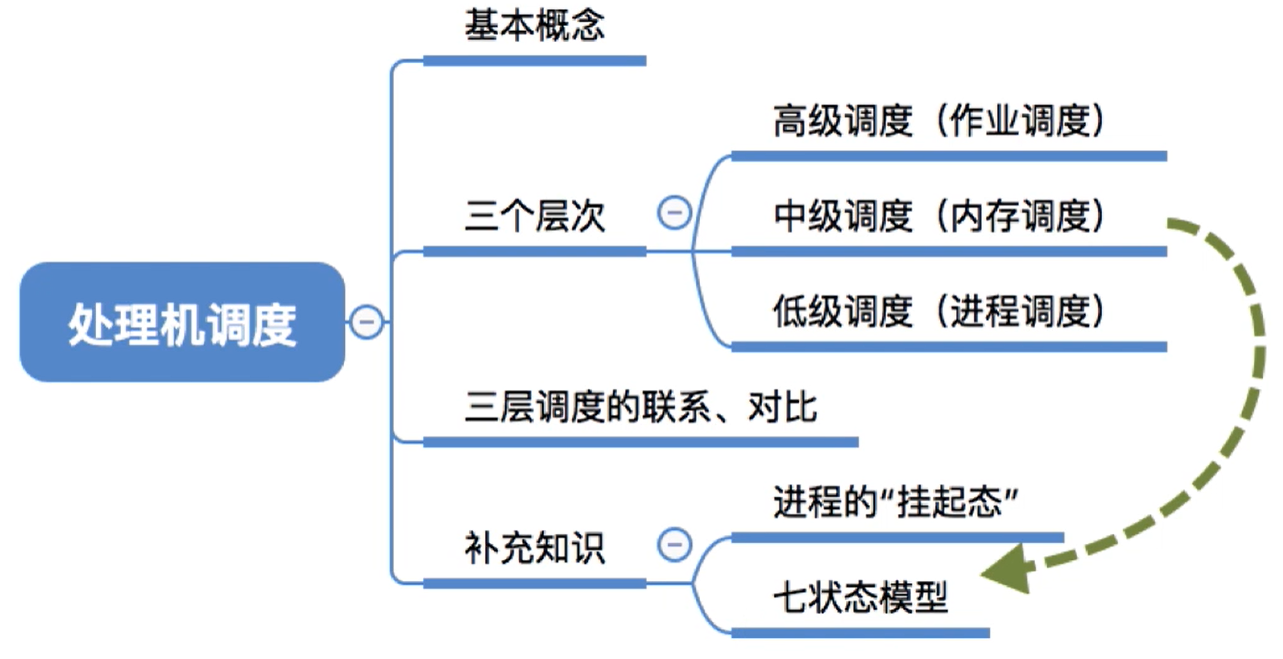 基本概念
高级调度（作业调度）
三个层次
中级调度（内存调度）
低级调度（进程调度）
处理机调度
三层调度的联系、对比
进程的“挂起态”
补充知识
七状态模型